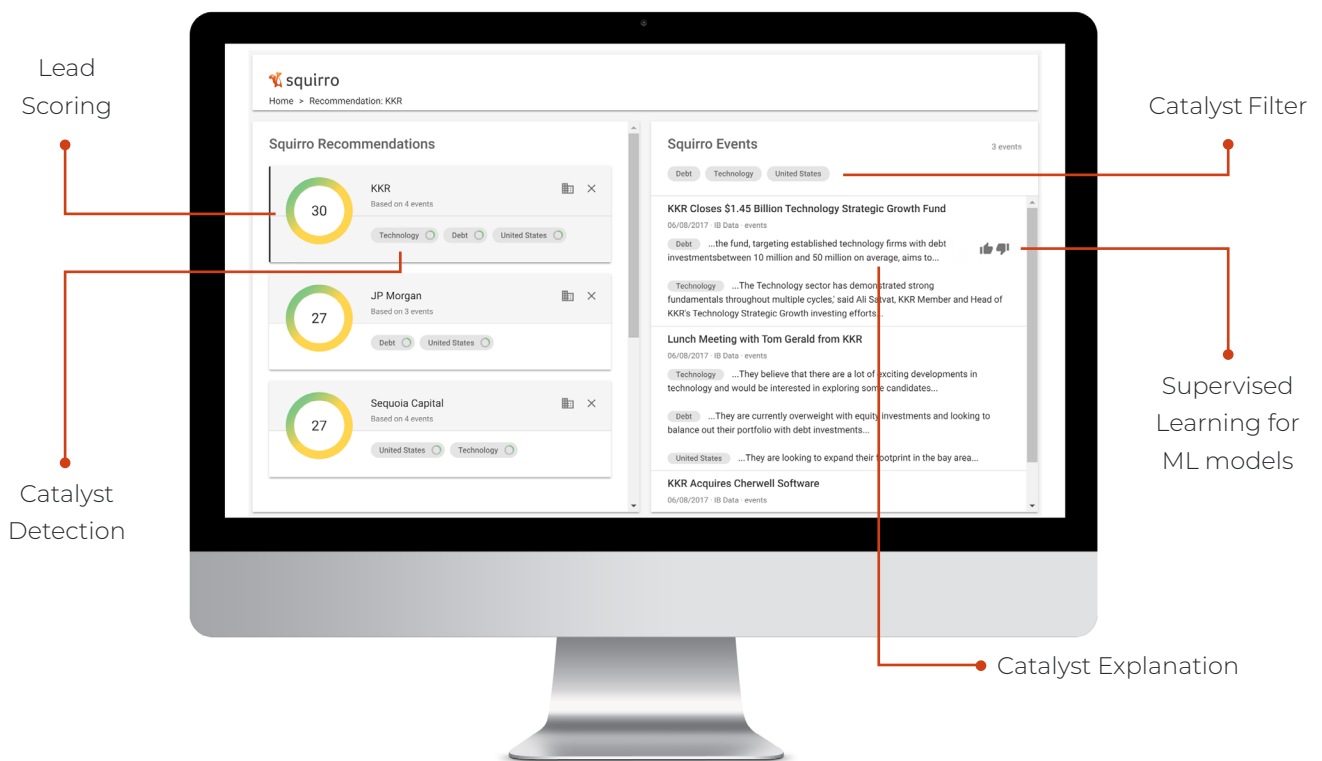 Lead
Scoring
Catalyst
Detection
squirro
Home > Recommendation: KKR
Squirro Recommendations
30
KKR
Based on 4 events
Technology
Debt
United States
27
JP Morgan
Based on 3 events
Debt
United States
27
Sequoia Capital
Based on 4 events
United States
Technology
Squirro Events
3 events
Debt
Technology
United States
KKR Closes $1.45 Billion Technology Strategic Growth Fund
06/08/2017 · IB Data · events
Debt ...the fund, targeting established technology firms with debt
investmentsbetween 10 million and 50 million on average, aims to...
Technology ...The Technology sector has demonstrated strong
fundamentals throughout multiple cycles,' said Ali Satvat, KKR Member and Head of
KKR's Technology Strategic Growth investing efforts...
Lunch Meeting with Tom Gerald from KKR
06/08/2017 · IB Data · events
Technology ...They believe that there are a lot of exciting developments in
technology and would be interested in exploring some candidates...
Debt ...They are currently overweight with equity investments and looking to
balance out their portfolio with debt investments...
United States ...They are looking to expand their footprint in the bay area...
KKR Acquires Cherwell Software
06/08/2017 · IB Data · events
Catalyst Filter
Supervised
Learning for
ML models
Catalyst Explanation